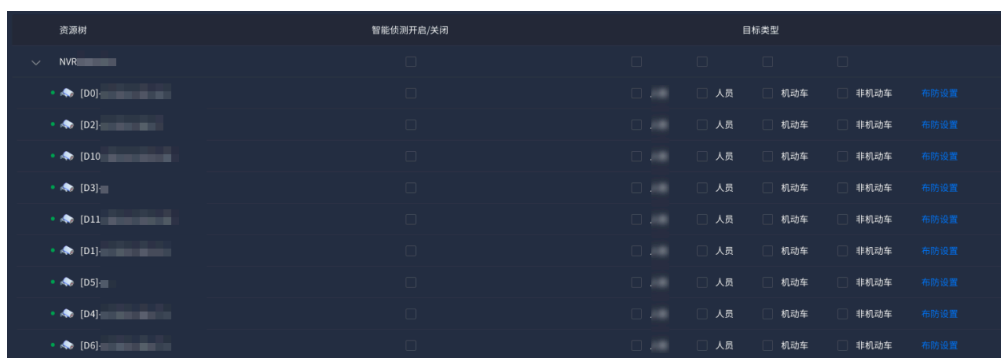 资源树 智能侦测开启/关闭 目标类型
NVR
[D0]- 人员 机动车 非机动车 布防设置
[D2]- 人员 机动车 非机动车 布防设置
[D10 人员 机动车 非机动车 布防设置
[D3]- 人员 机动车 非机动车 布防设置
[D11 人员 机动车 非机动车 布防设置
[D1]- 人员 机动车 非机动车 布防设置
[D5]- 人员 机动车 非机动车 布防设置
[D4]- 人员 机动车 非机动车 布防设置
[D6]- 人员 机动车 非机动车 布防设置